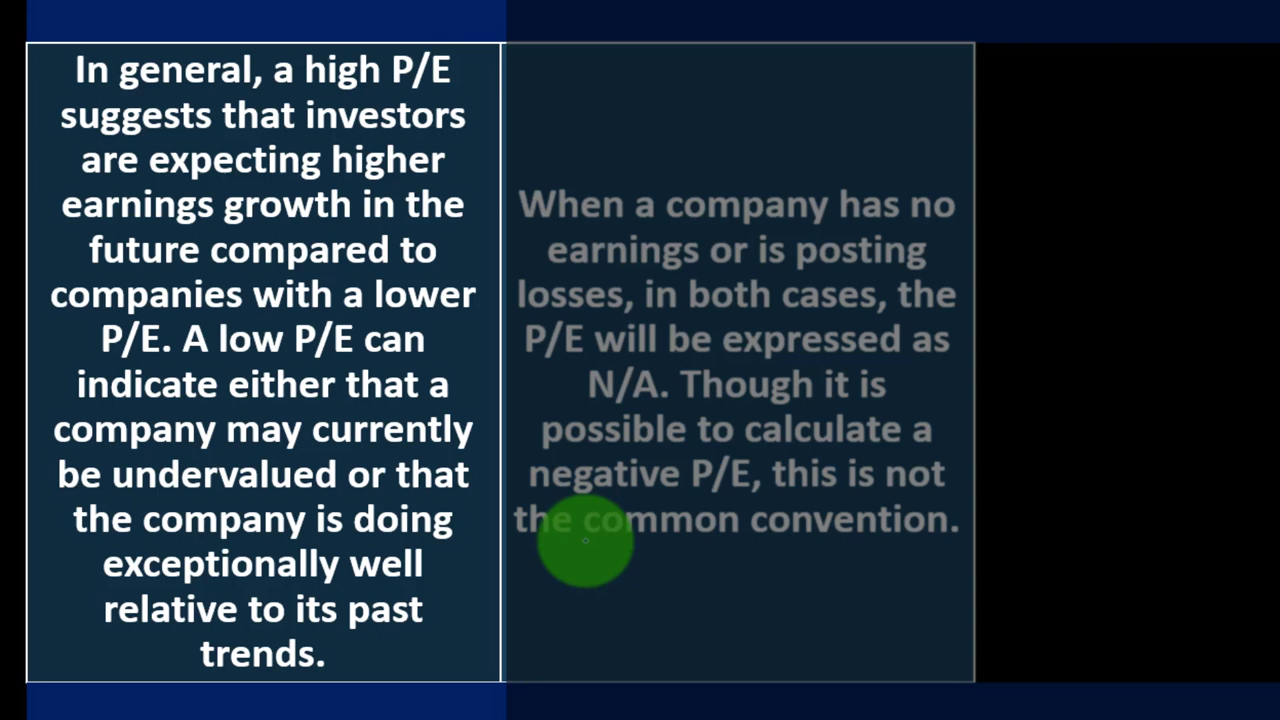 In general, a high P/E
suggests that investors
are expecting higher
earnings growth in the
future compared to
companies with a lower
P/E. A low P/E can
indicate either that a
company may currently
be undervalued or that
the company is doing
exceptionally well
relative to its past
trends.
When a company has no
earnings or is posting
losses, in both cases, the
P/E will be expressed as
N/A. Though it is
possible to calculate a
negative P/E, this is not
the common convention.